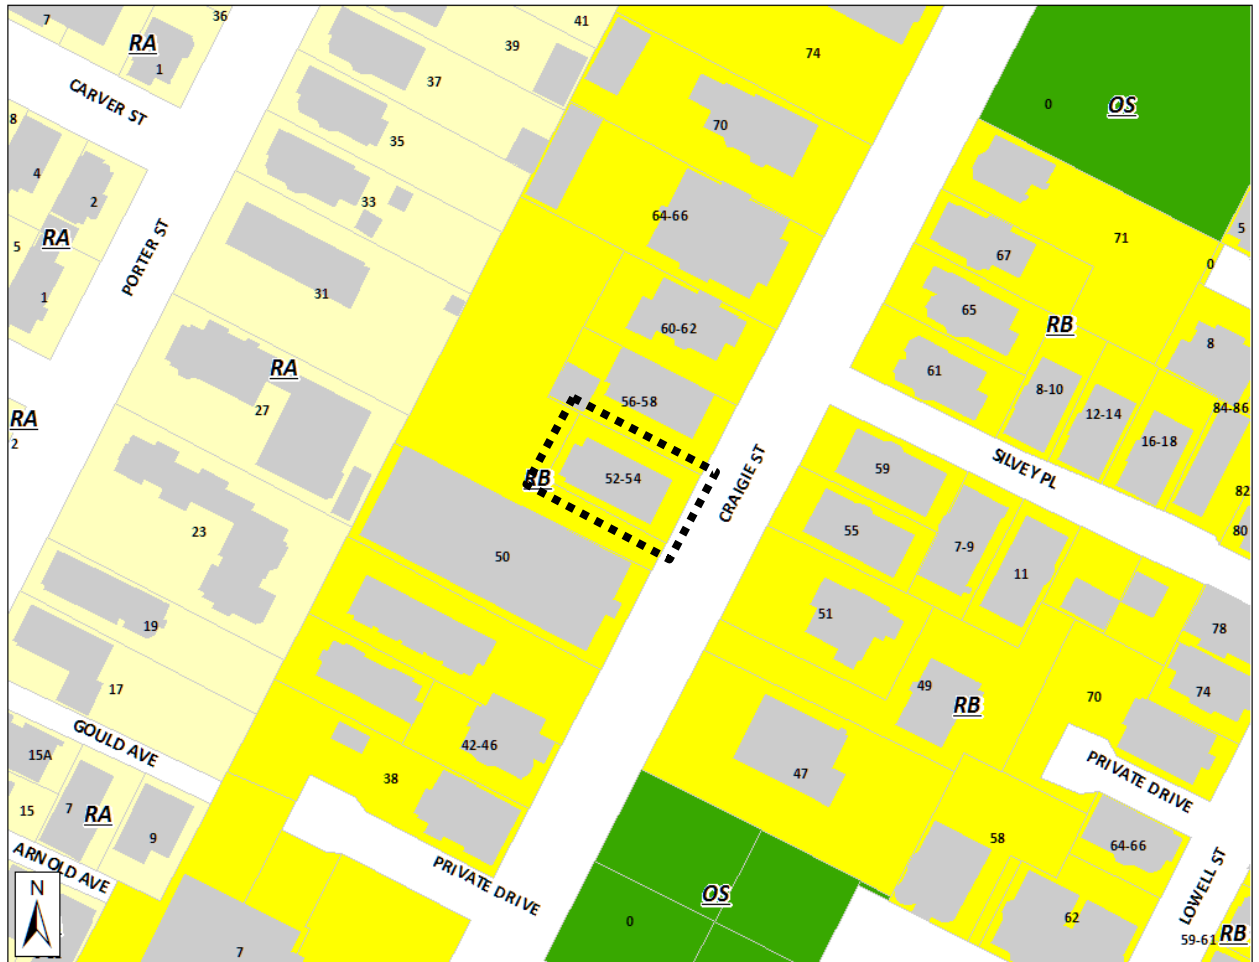 7
RA
1
36
41
39
37
74
0
OS
CARVER ST
8
4
2
RA
5
1
PORTER ST
35
33
31
70
64-66
71
5
0
67
65
RB
61
8
60-62
56-58
8-10
12-14
16-18
84-86
RA
27
RA
2
RB
52-54
CRAIGIE ST
SILVEY PL
59
82
80
55
7-9
11
23
50
51
78
19
17
49
RB
70
74
GOULD AVE
42-46
47
PRIVATE DRIVE
15A
38
15
7
RA
9
58
64-66
ARNOLD AVE
PRIVATE DRIVE
OS
0
62
LOWELL ST
59-61
RB
N
7